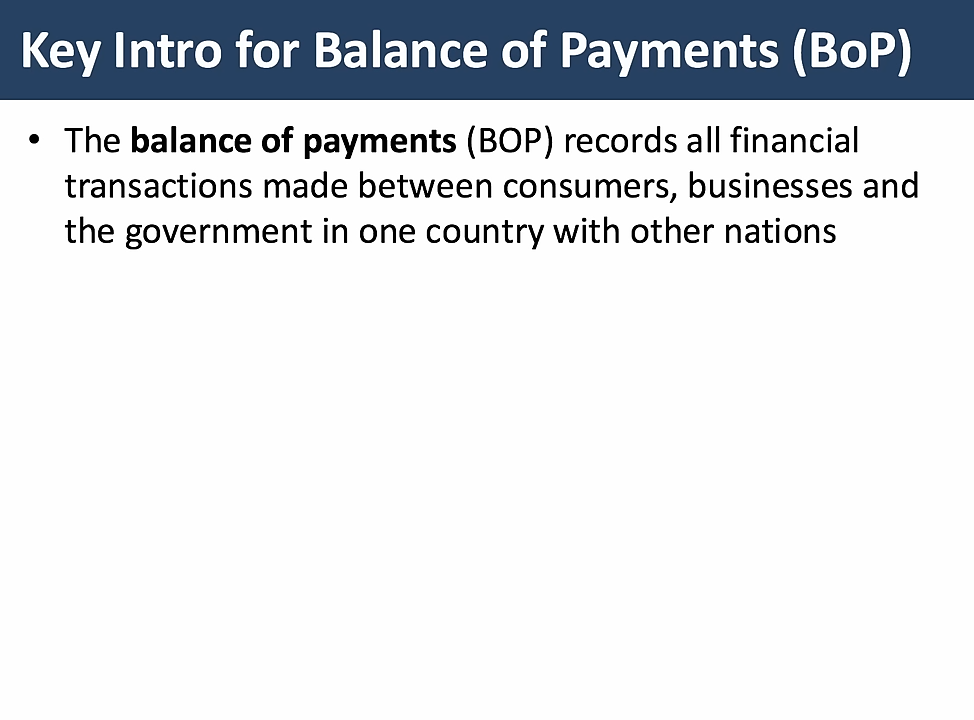 Key Intro for Balance of Payments (BoP)
• The balance of payments (BOP) records all financial
transactions made between consumers, businesses and
the government in one country with other nations